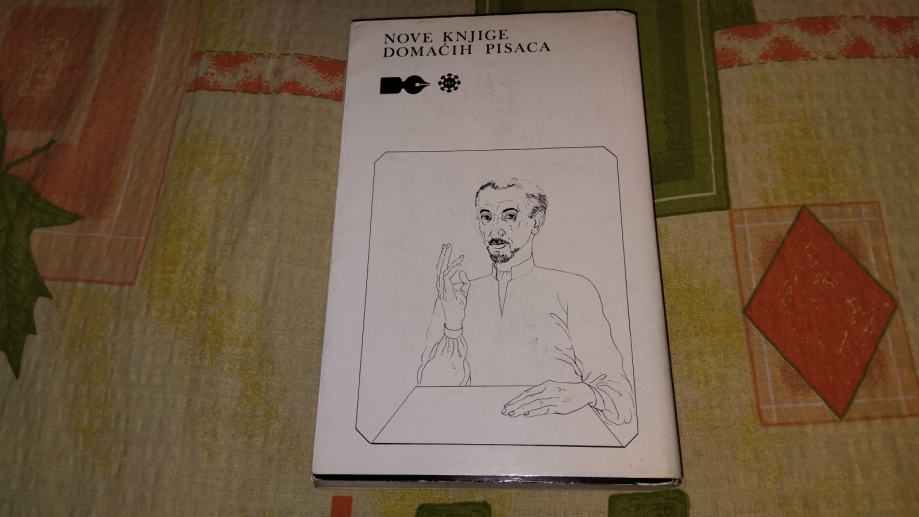 NOVE KNJIGE
DOMAĆIH PISACA